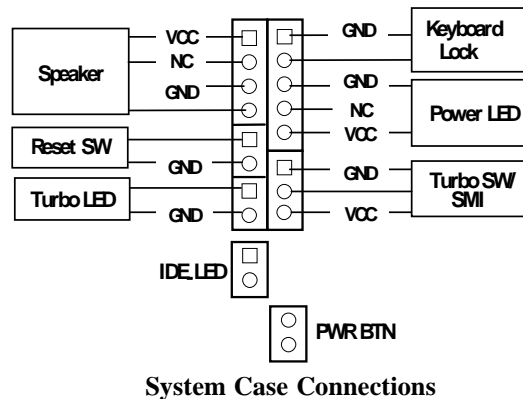 VCC
GND
Keyboard
Lock
Speaker
NC
GND
GND
NC
Power LED
VCC
Reset SW
GND
GND
Turbo SW/
SMI
Turbo LED
GND
VCC
IDE_LED
PWR BTN
System Case Connections